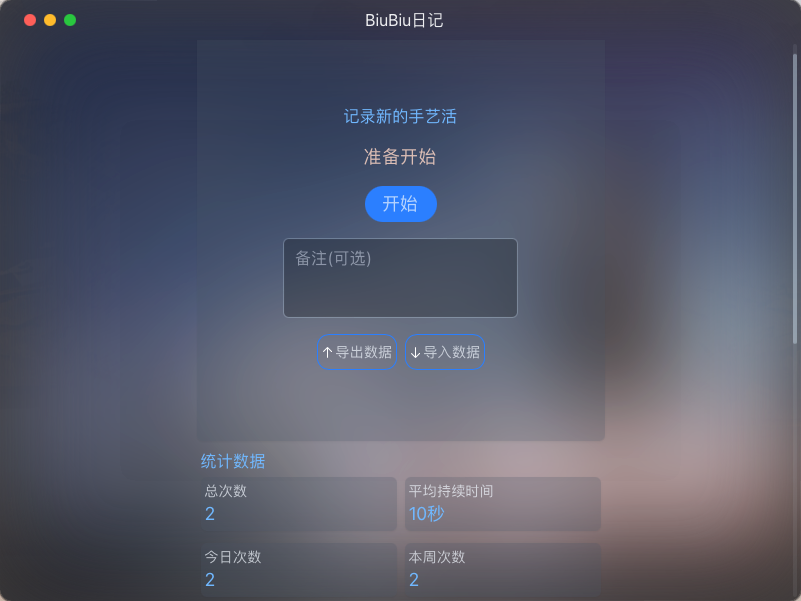 BiuBiu日记
记录新的手艺活
准备开始
开始
备注(可选)
↑导出数据 ↓导入数据
统计数据
总次数 平均持续时间
2 10秒
今日次数 本周次数
2 2